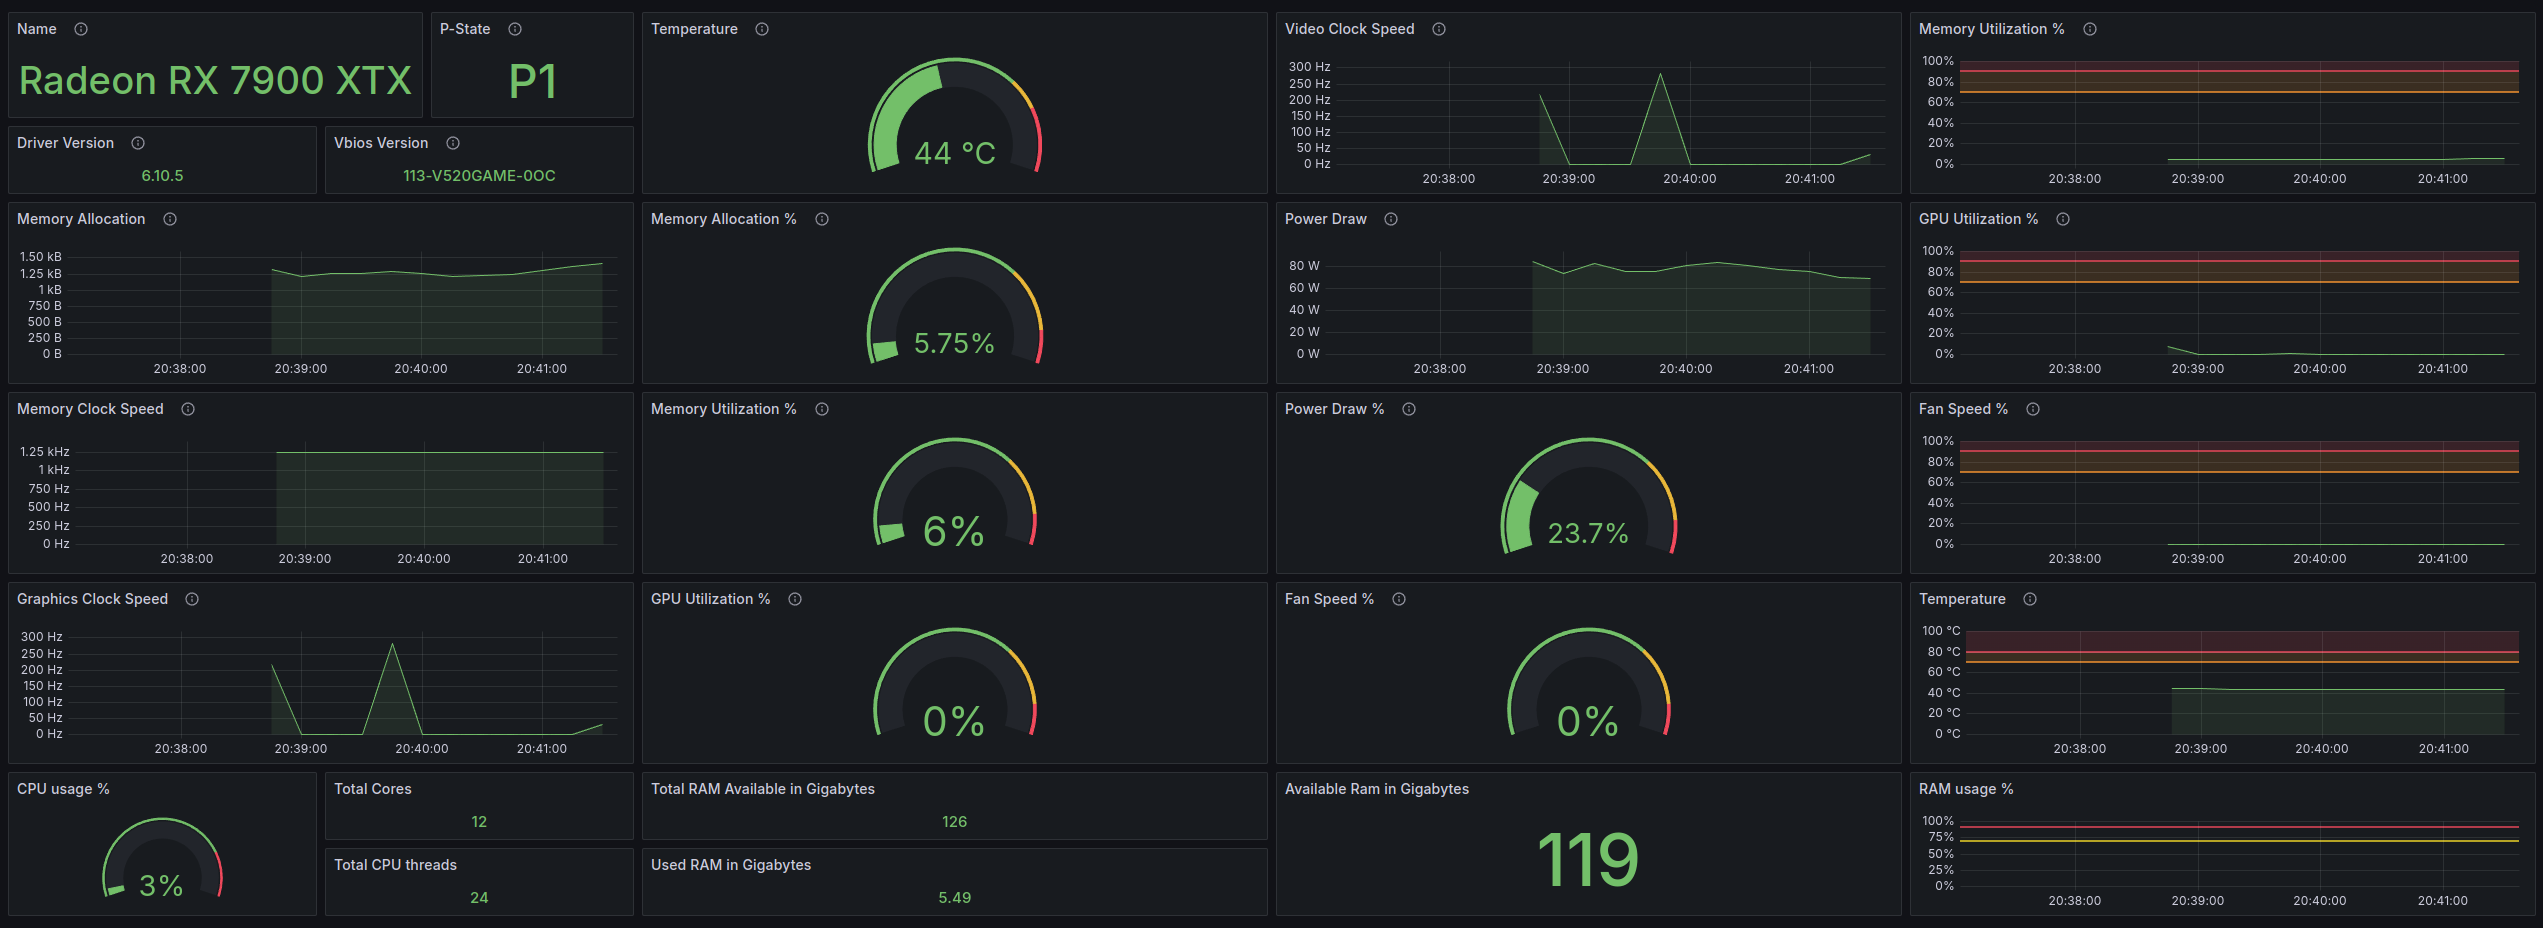 Name
Radeon RX 7900 XTX
P-State
P1
Driver Version
6.10.5
Vbios Version
113-V520GAME-0OC
Temperature
44 °C
Video Clock Speed
300 Hz
250 Hz
200 Hz
150 Hz
100 Hz
50 Hz
0 Hz
20:38:00 20:39:00 20:40:00 20:41:00
Memory Utilization %
100%
80%
60%
40%
20%
0%
20:38:00 20:39:00 20:40:00 20:41:00
Memory Allocation
1.50 kB
1.25 kB
1 kB
750 B
500 B
250 B
0 B
20:38:00 20:39:00 20:40:00 20:41:00
Memory Allocation %
5.75%
Power Draw
80 W
60 W
40 W
20 W
0 W
20:38:00 20:39:00 20:40:00 20:41:00
GPU Utilization %
100%
80%
60%
40%
20%
0%
20:38:00 20:39:00 20:40:00 20:41:00
Memory Clock Speed
1.25 kHz
1 kHz
750 Hz
500 Hz
250 Hz
0 Hz
20:38:00 20:39:00 20:40:00 20:41:00
Memory Utilization %
6%
Power Draw %
23.7%
Fan Speed %
100%
80%
60%
40%
20%
0%
20:38:00 20:39:00 20:40:00 20:41:00
Graphics Clock Speed
300 Hz
250 Hz
200 Hz
150 Hz
100 Hz
50 Hz
0 Hz
20:38:00 20:39:00 20:40:00 20:41:00
GPU Utilization %
0%
Fan Speed %
0%
Temperature
100 °C
80 °C
60 °C
40 °C
20 °C
0 °C
20:38:00 20:39:00 20:40:00 20:41:00
CPU usage %
3%
Total Cores
12
Total CPU threads
24
Total RAM Available in Gigabytes
126
Used RAM in Gigabytes
5.49
Available Ram in Gigabytes
119
RAM usage %
100%
75%
50%
25%
0%
20:38:00 20:39:00 20:40:00 20:41:00